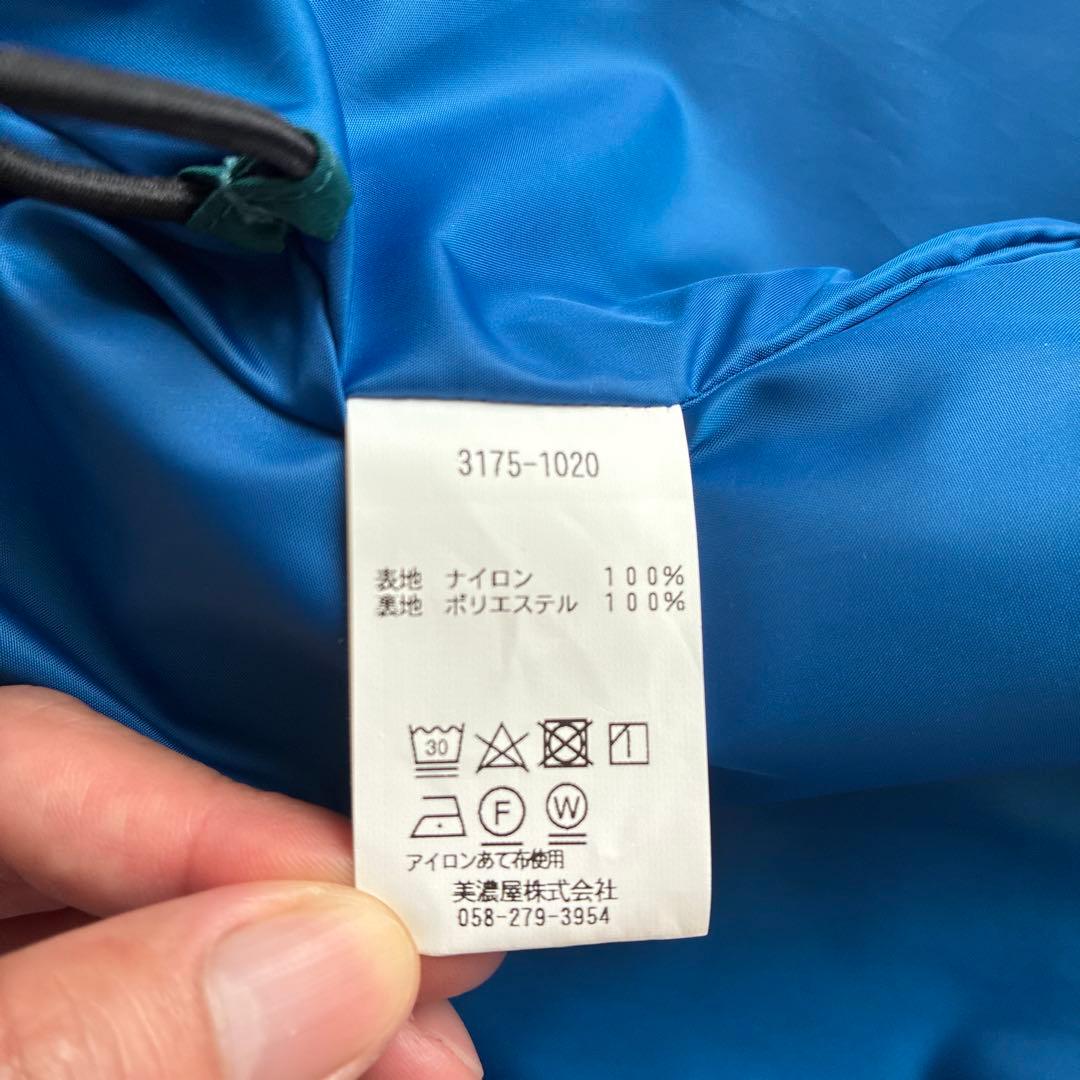 3175-1020
表地 ナイロン 100%
裏地 ポリエステル 100%
30
F W
アイロンあて布使用
美濃屋株式会社
058-279-3954